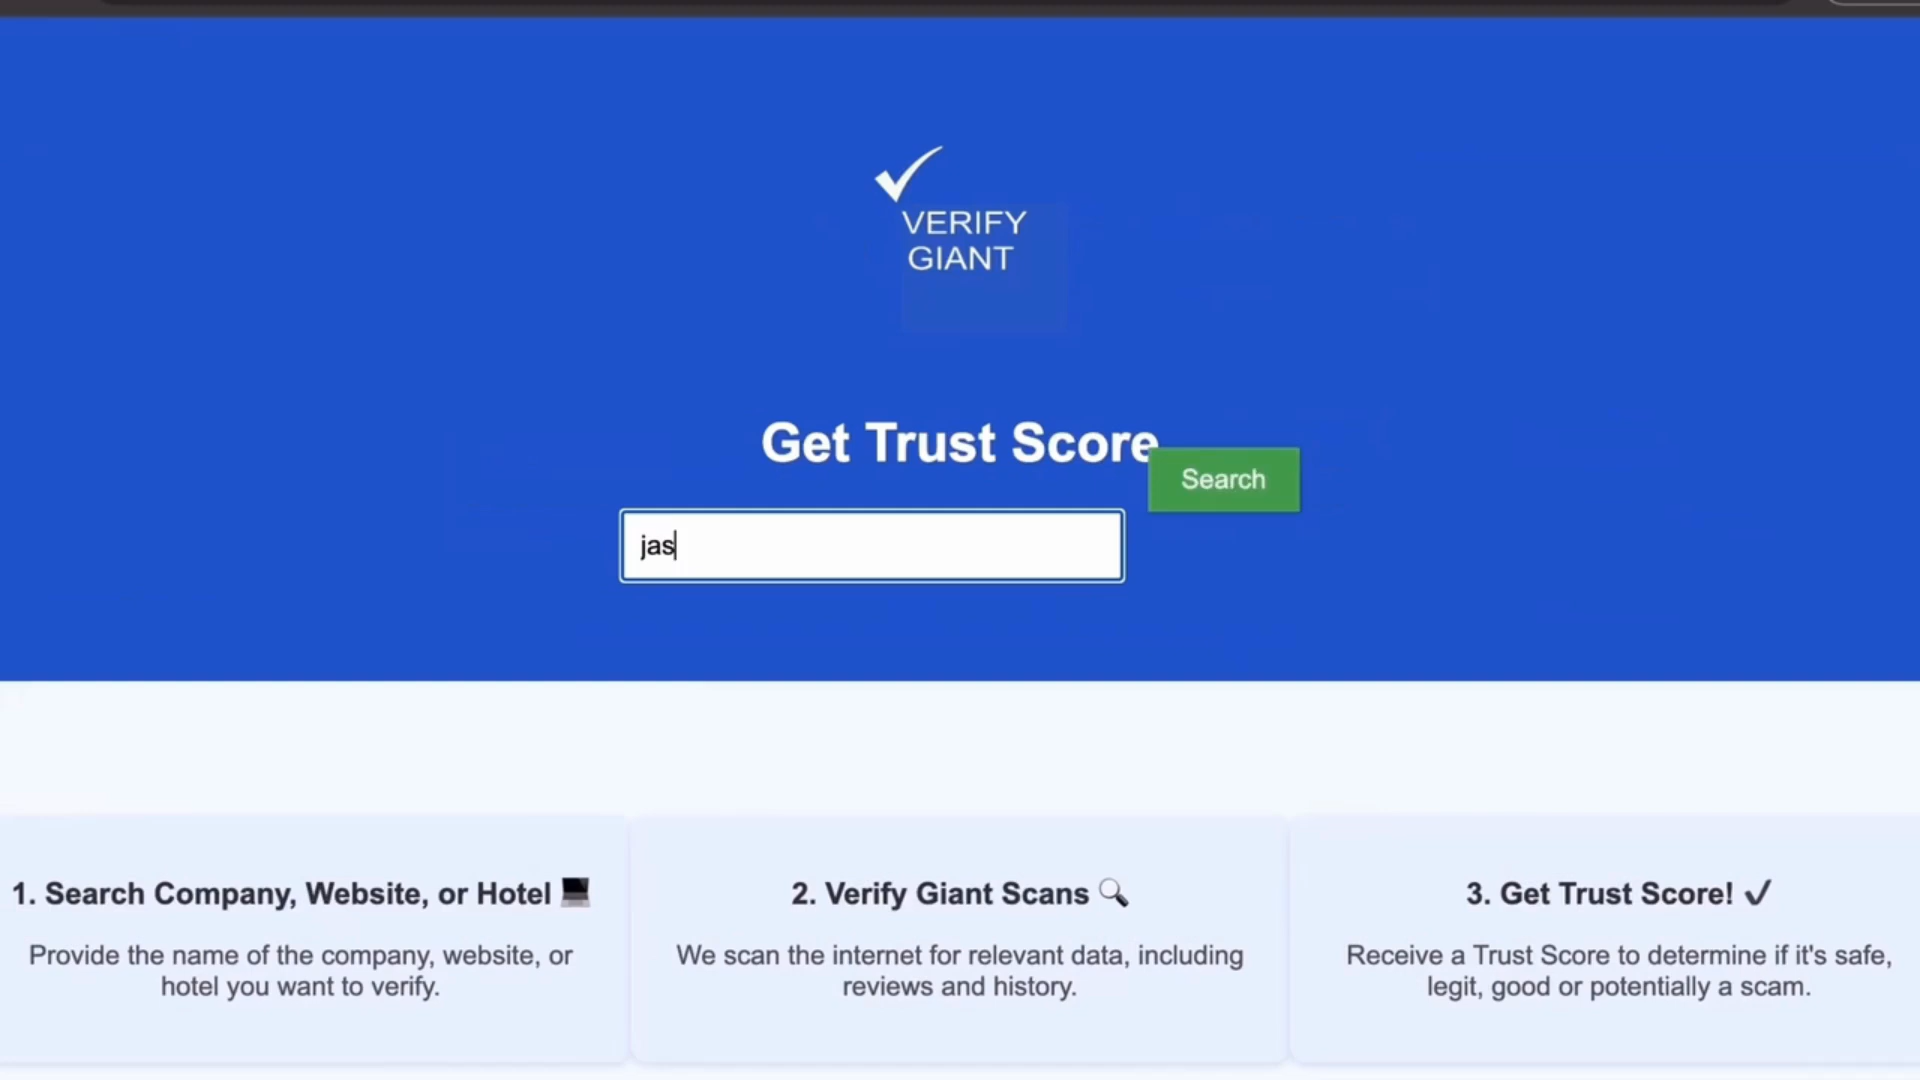 VERIFY
GIANT
Get Trust Score
Search
jas
1. Search Company, Website, or Hotel
Provide the name of the company, website, or
hotel you want to verify.
2. Verify Giant Scans
We scan the internet for relevant data, including
reviews and history.
3. Get Trust Score!
Receive a Trust Score to determine if it's safe,
legit, good or potentially a scam.